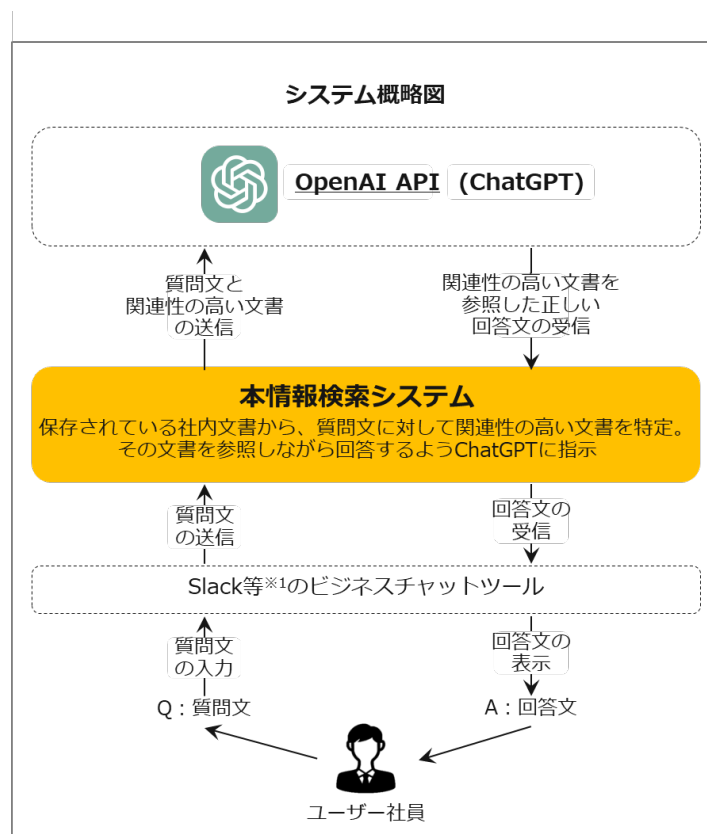 システム概略図
OpenAI API (ChatGPT)
質問文と
関連性の高い文書
の送信
関連性の高い文書を
参照した正しい
回答文の受信
本情報検索システム
保存されている社内文書から、質問文に対して関連性の高い文書を特定。
その文書を参照しながら回答するようChatGPTに指示
質問文
の送信
回答文の
受信
Slack等※1のビジネスチャットツール
質問文
の入力
回答文の
表示
Q：質問文
A：回答文
ユーザー社員